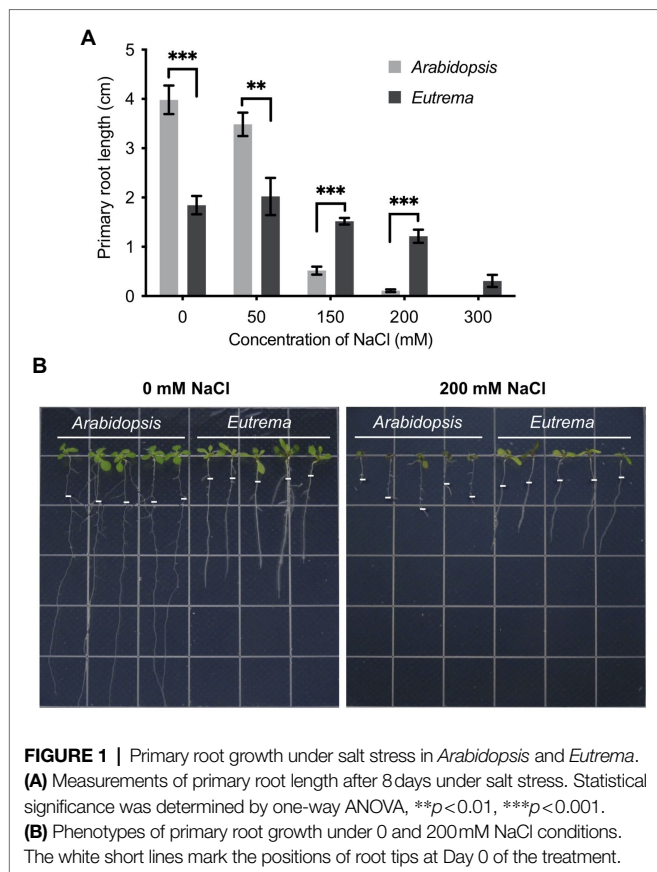 A
5
4
3
2
1
0
Primary root length (cm)
***
**
***
***
Arabidopsis
Eutrema
0 50 150 200 300
Concentration of NaCl (mM)
B
0 mM NaCl 200 mM NaCl
Arabidopsis Eutrema Arabidopsis Eutrema
FIGURE 1 | Primary root growth under salt stress in Arabidopsis and Eutrema.
(A) Measurements of primary root length after 8 days under salt stress. Statistical
significance was determined by one-way ANOVA, **p<0.01, ***p<0.001.
(B) Phenotypes of primary root growth under 0 and 200 mM NaCl conditions.
The white short lines mark the positions of root tips at Day 0 of the treatment.